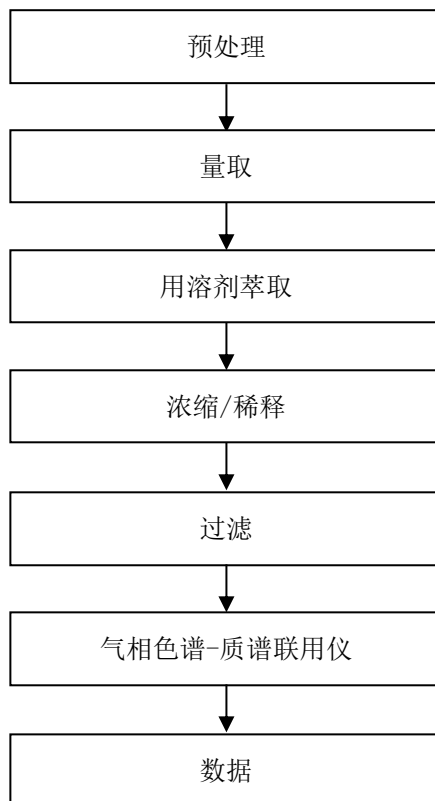 预处理
量取
用溶剂萃取
浓缩/稀释
过滤
气相色谱-质谱联用仪
数据